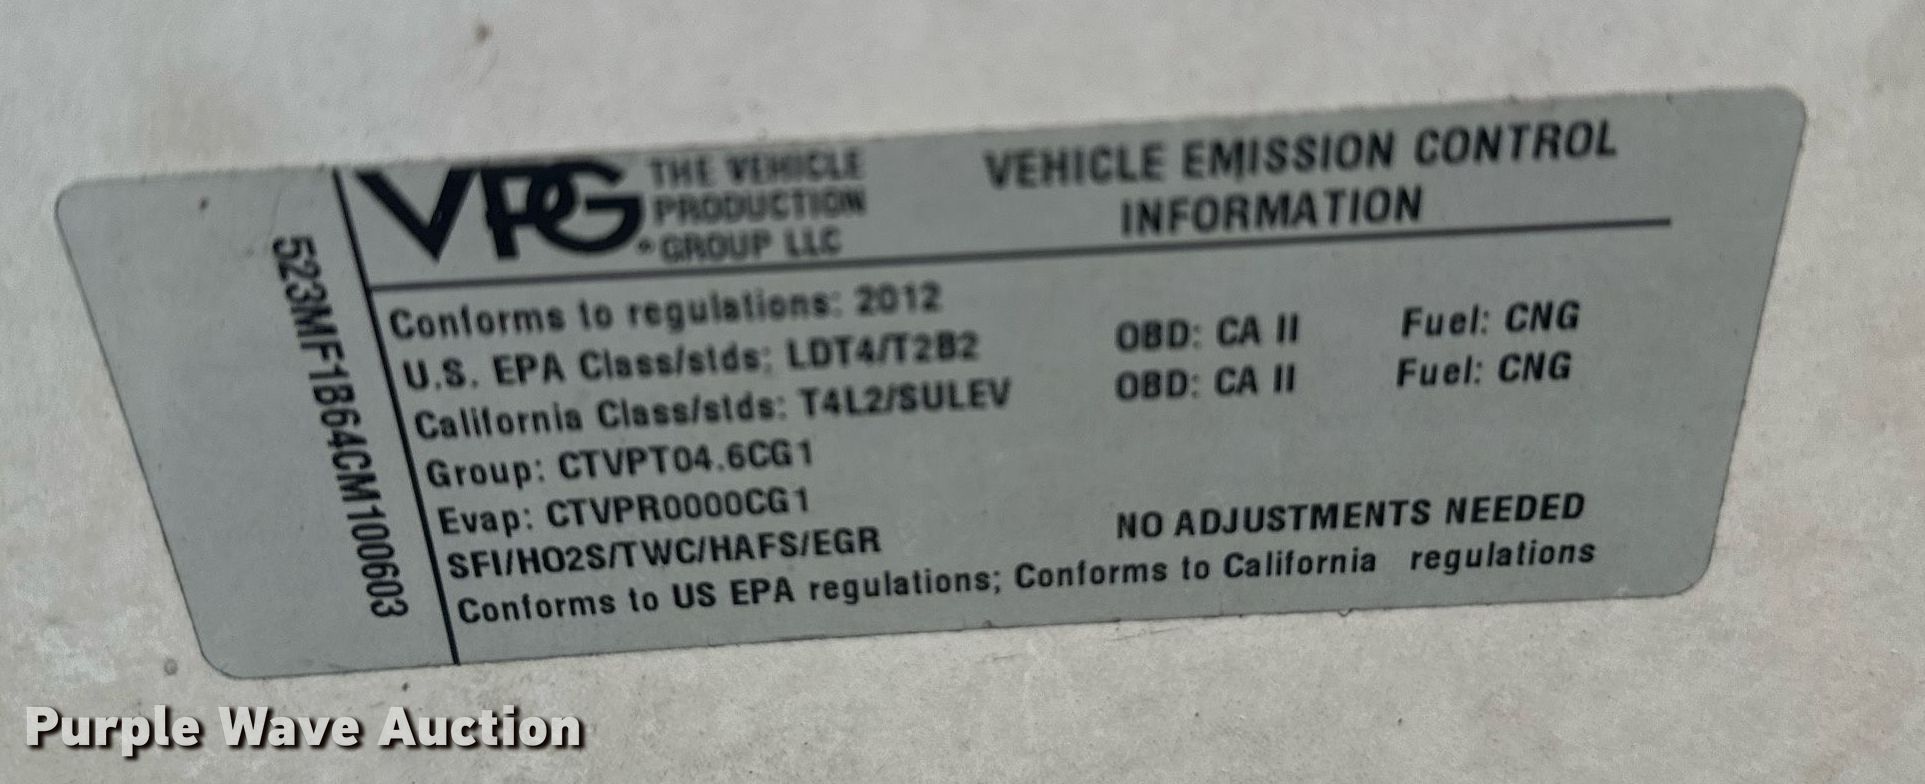 523MF1B64CM100603
VPG THE VEHICLE
PRODUCTION
GROUP LLC
VEHICLE EMISSION CONTROL
INFORMATION
Conforms to regulations: 2012
U.S. EPA Class/stds: LDT4/T2B2 OBD: CA II Fuel: CNG
California Class/stds: T4L2/SULEV OBD: CA II Fuel: CNG
Group: CTVPT04.6CG1
Evap: CTVPR0000CG1
SFI/HO2S/TWC/HAFS/EGR NO ADJUSTMENTS NEEDED
Conforms to US EPA regulations; Conforms to California regulations
Purple Wave Auction